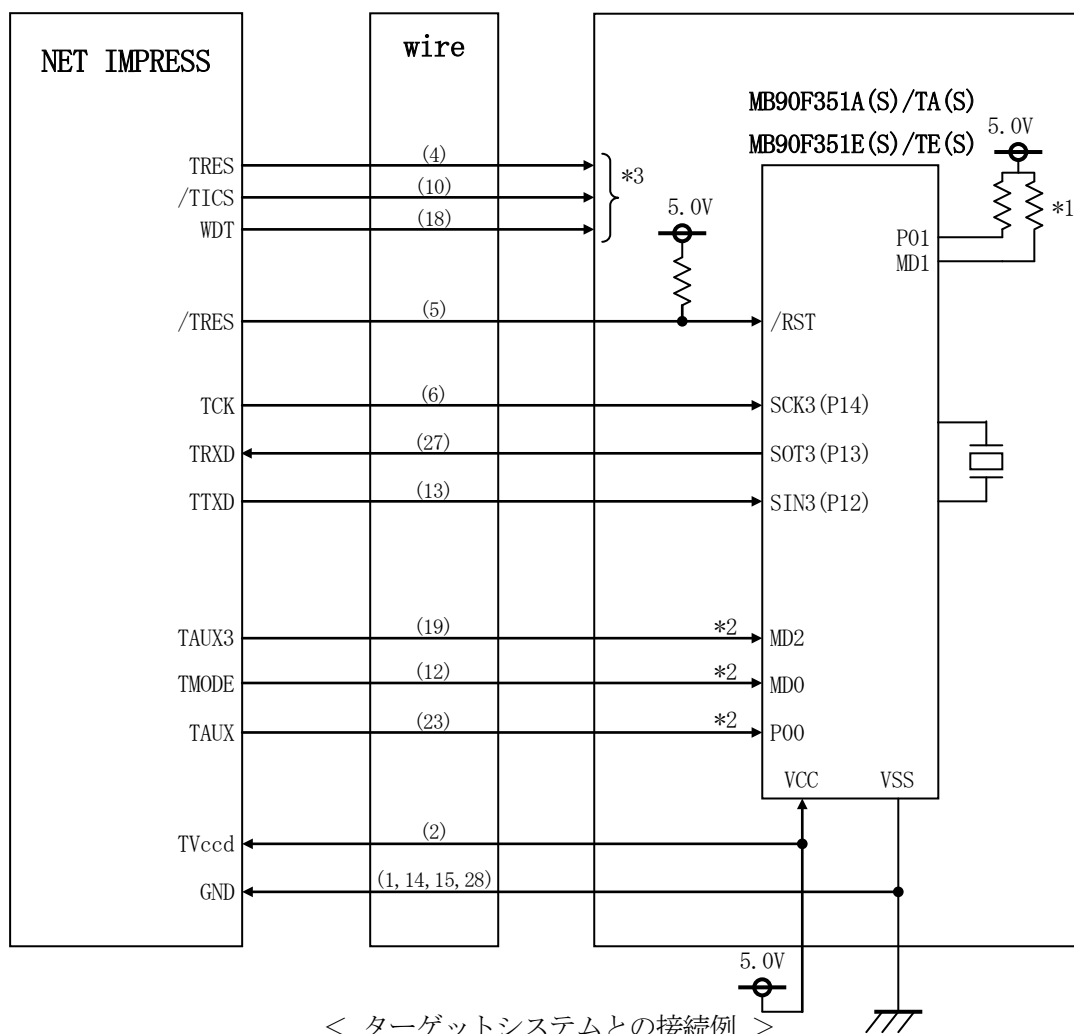 NET IMPRESS
wire
MB90F351A(S)/TA(S)
MB90F351E(S)/TE(S)
5.0V
TRES
(4)
*3
/TICS
(10)
WDT
(18)
5.0V
*1
P01
MD1
/TRES
(5)
/RST
TCK
(6)
SCK3(P14)
TRXD
(27)
SOT3(P13)
TTXD
(13)
SIN3(P12)
TAUX3
(19)
*2
MD2
TMODE
(12)
*2
MD0
TAUX
(23)
*2
P00
VCC
VSS
TVccd
(2)
GND
(1,14,15,28)
5.0V
< ターゲットシステムとの接続例 >